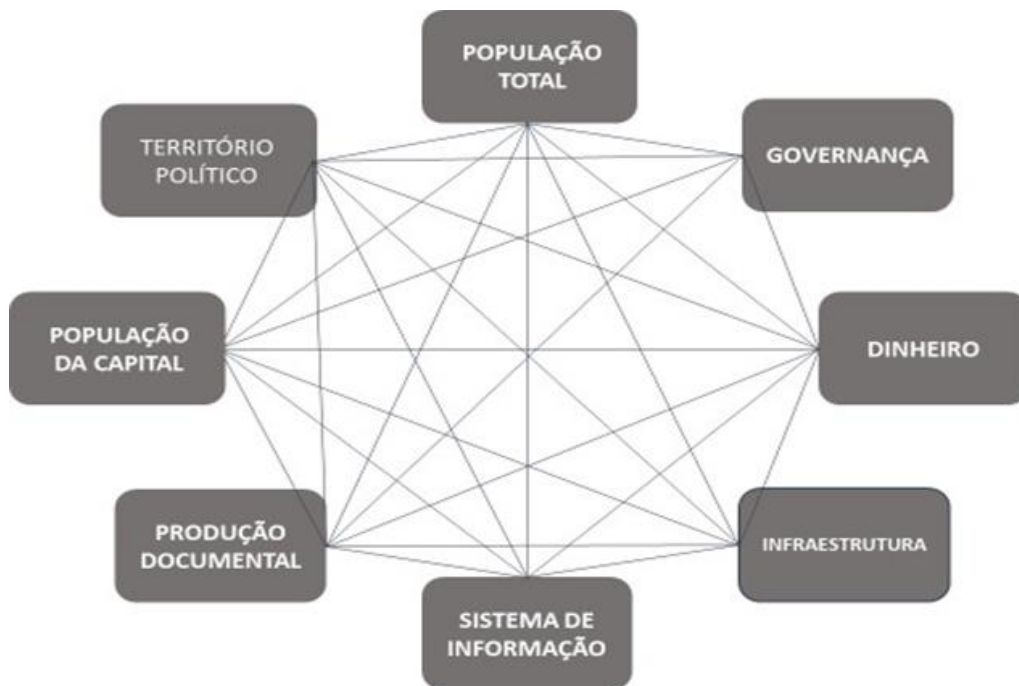 POPULAÇÃO
TOTAL
TERRITÓRIO
POLÍTICO
GOVERNANÇA
POPULAÇÃO
DA CAPITAL
DINHEIRO
PRODUÇÃO
DOCUMENTAL
INFRAESTRUTURA
SISTEMA DE
INFORMAÇÃO